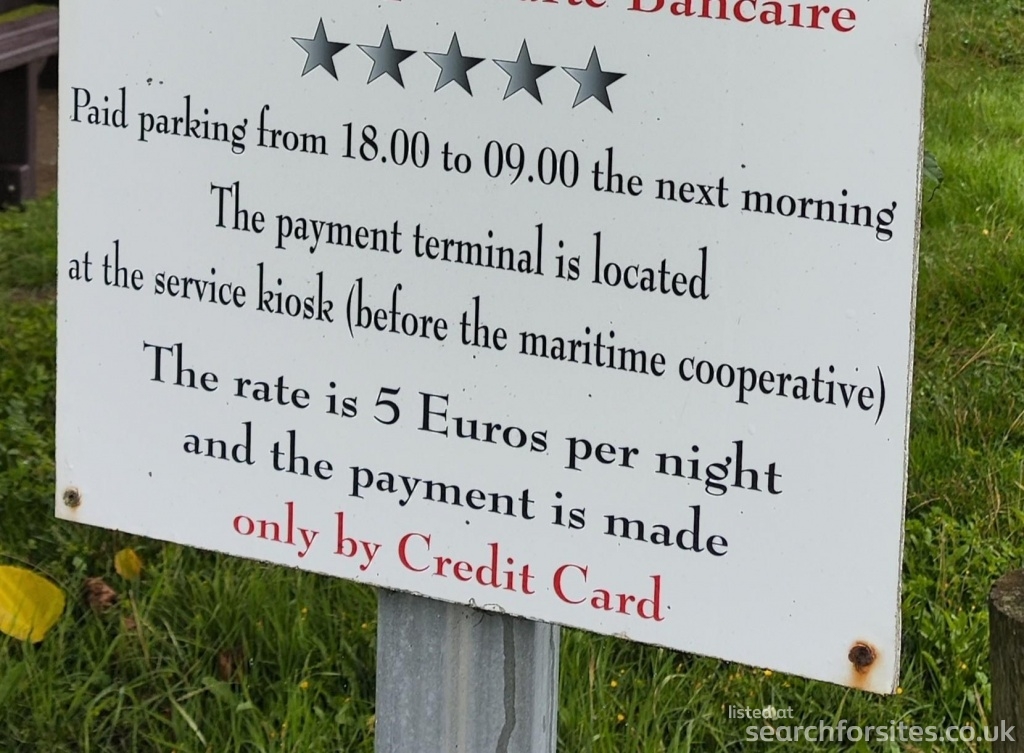 Carte Bancaire
Paid parking from 18.00 to 09.00 the next morning
The payment terminal is located
at the service kiosk (before the maritime cooperative)
The rate is 5 Euros per night
and the payment is made
only by Credit Card
listed at
searchforsites.co.uk